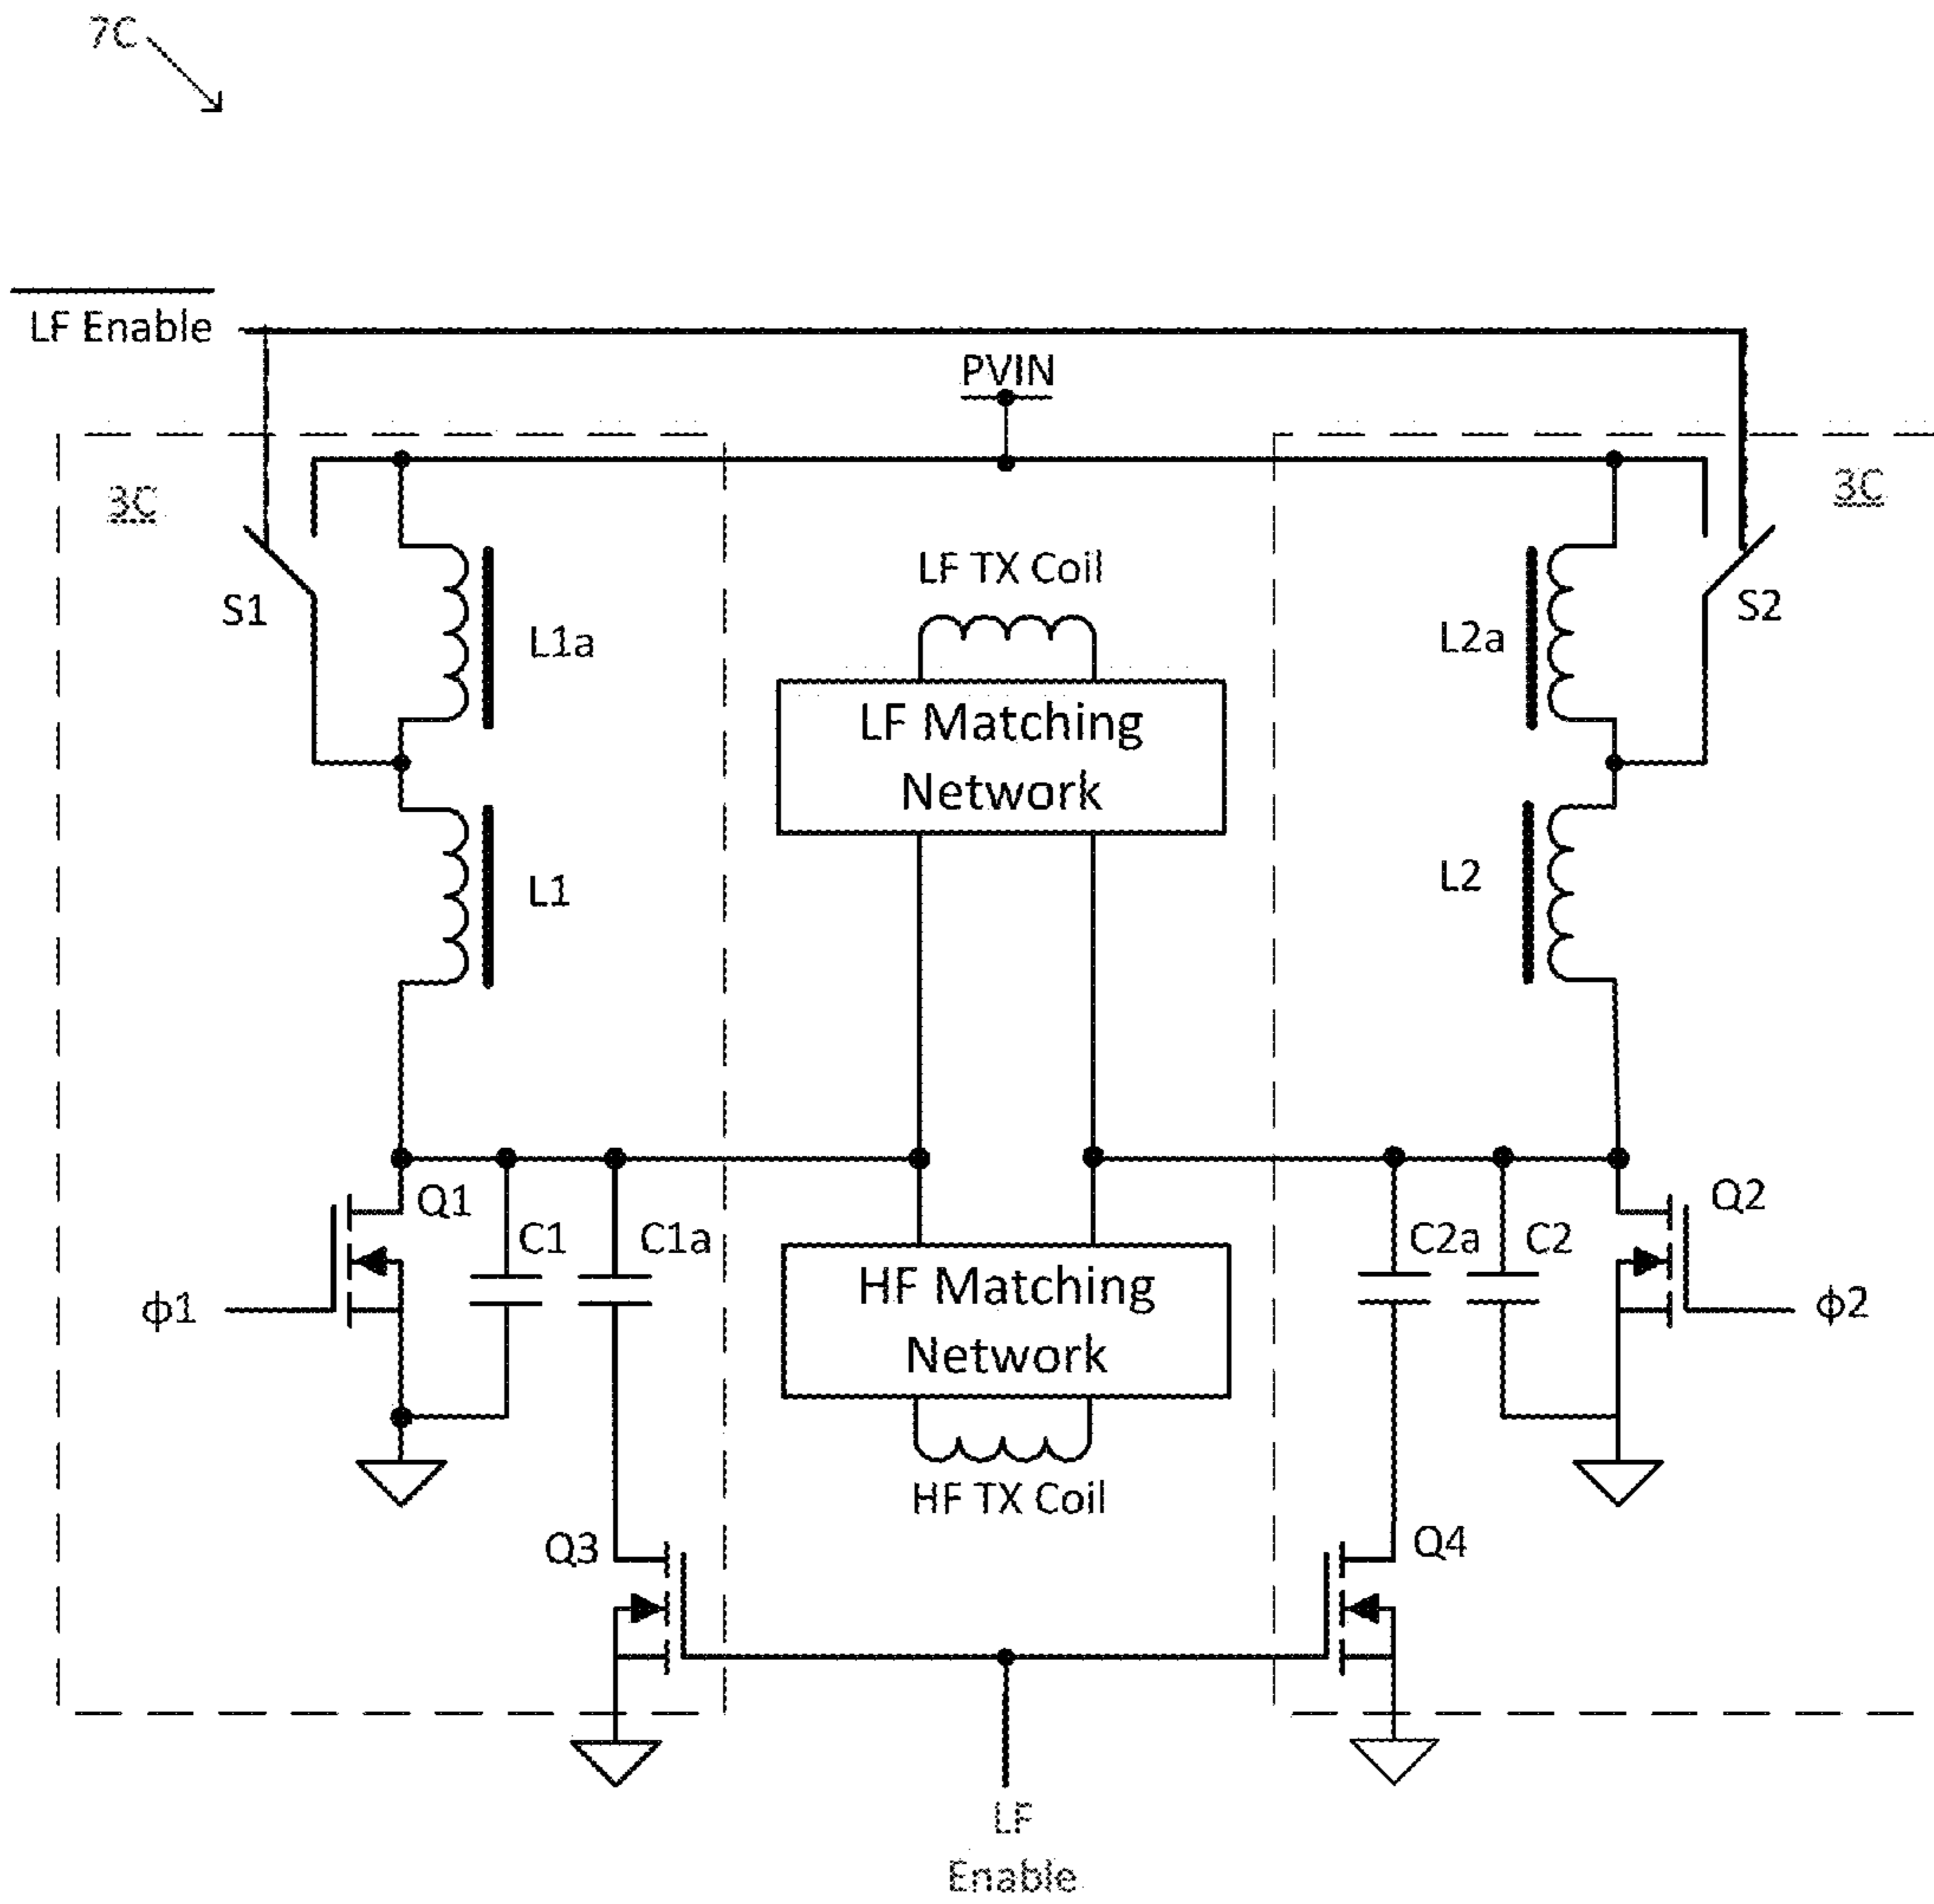 7C
LF Enable
PVIN
3C
3C
LF TX Coil
S1
S2
L1a
L2a
LF Matching
Network
L1
L2
Q1
Q2
C1
C1a
C2a
C2
HF Matching
Network
ϕ1
ϕ2
HF TX Coil
Q3
Q4
LF
Enable